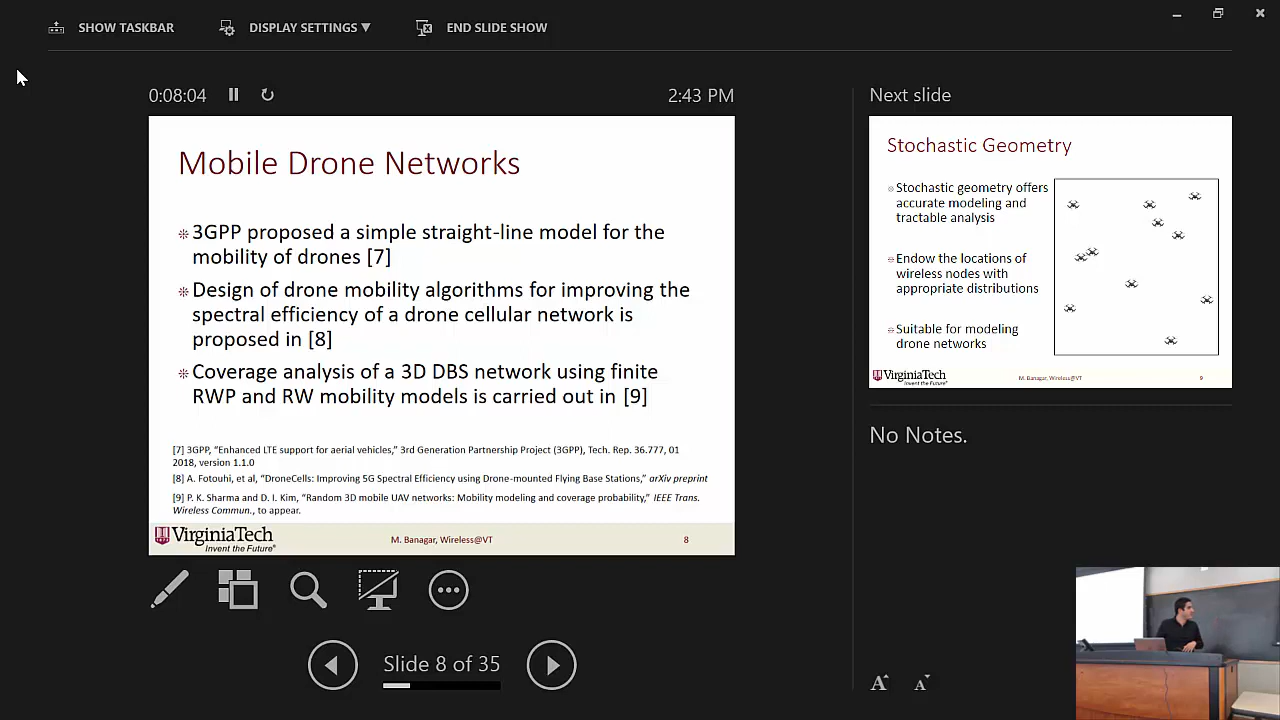 SHOW TASKBAR
DISPLAY SETTINGS ▼
END SLIDE SHOW
0:08:04
2:43 PM
Mobile Drone Networks
3GPP proposed a simple straight-line model for the
mobility of drones [7]
Design of drone mobility algorithms for improving the
spectral efficiency of a drone cellular network is
proposed in [8]
Coverage analysis of a 3D DBS network using finite
RWP and RW mobility models is carried out in [9]
[7] 3GPP, “Enhanced LTE support for aerial vehicles,” 3rd Generation Partnership Project (3GPP), Tech. Rep. 36.777, 01
2018, version 1.1.0
[8] A. Fotouhi, et al, “DroneCells: Improving 5G Spectral Efficiency using Drone-mounted Flying Base Stations,” arXiv preprint
[9] P. K. Sharma and D. I. Kim, “Random 3D mobile UAV networks: Mobility modeling and coverage probability,” IEEE Trans.
Wireless Commun., to appear.
VirginiaTech
Invent the Future®
M. Banagar, Wireless@VT
8
Slide 8 of 35
Next slide
Stochastic Geometry
Stochastic geometry offers
accurate modeling and
tractable analysis
Endow the locations of
wireless nodes with
appropriate distributions
Suitable for modeling
drone networks
VirginiaTech
Invent the Future®
M. Banagar, Wireless@VT
9
No Notes.
A A